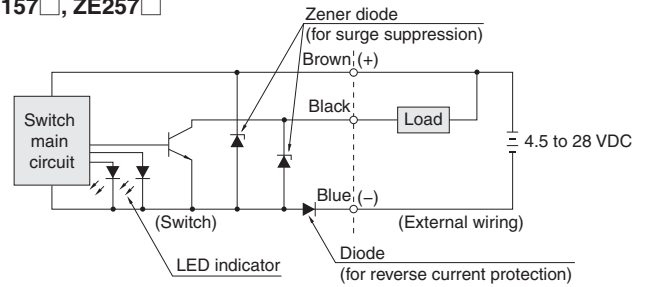 157□, ZE257□
Zener diode
(for surge suppression)
Brown (+)
Black
Load
Switch
main
circuit
4.5 to 28 VDC
Blue (−)
(Switch)
(External wiring)
LED indicator
Diode
(for reverse current protection)